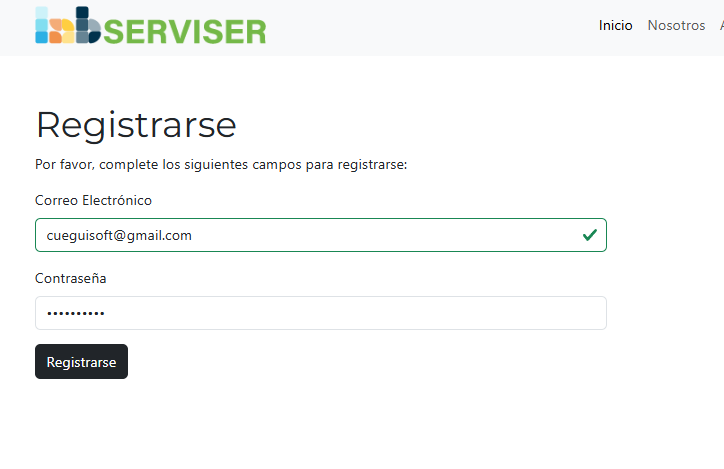 SERVISER
Inicio Nosotros
Registrarse
Por favor, complete los siguientes campos para registrarse:
Correo Electrónico
cueguisoft@gmail.com
Contraseña
••••••••••
Registrarse